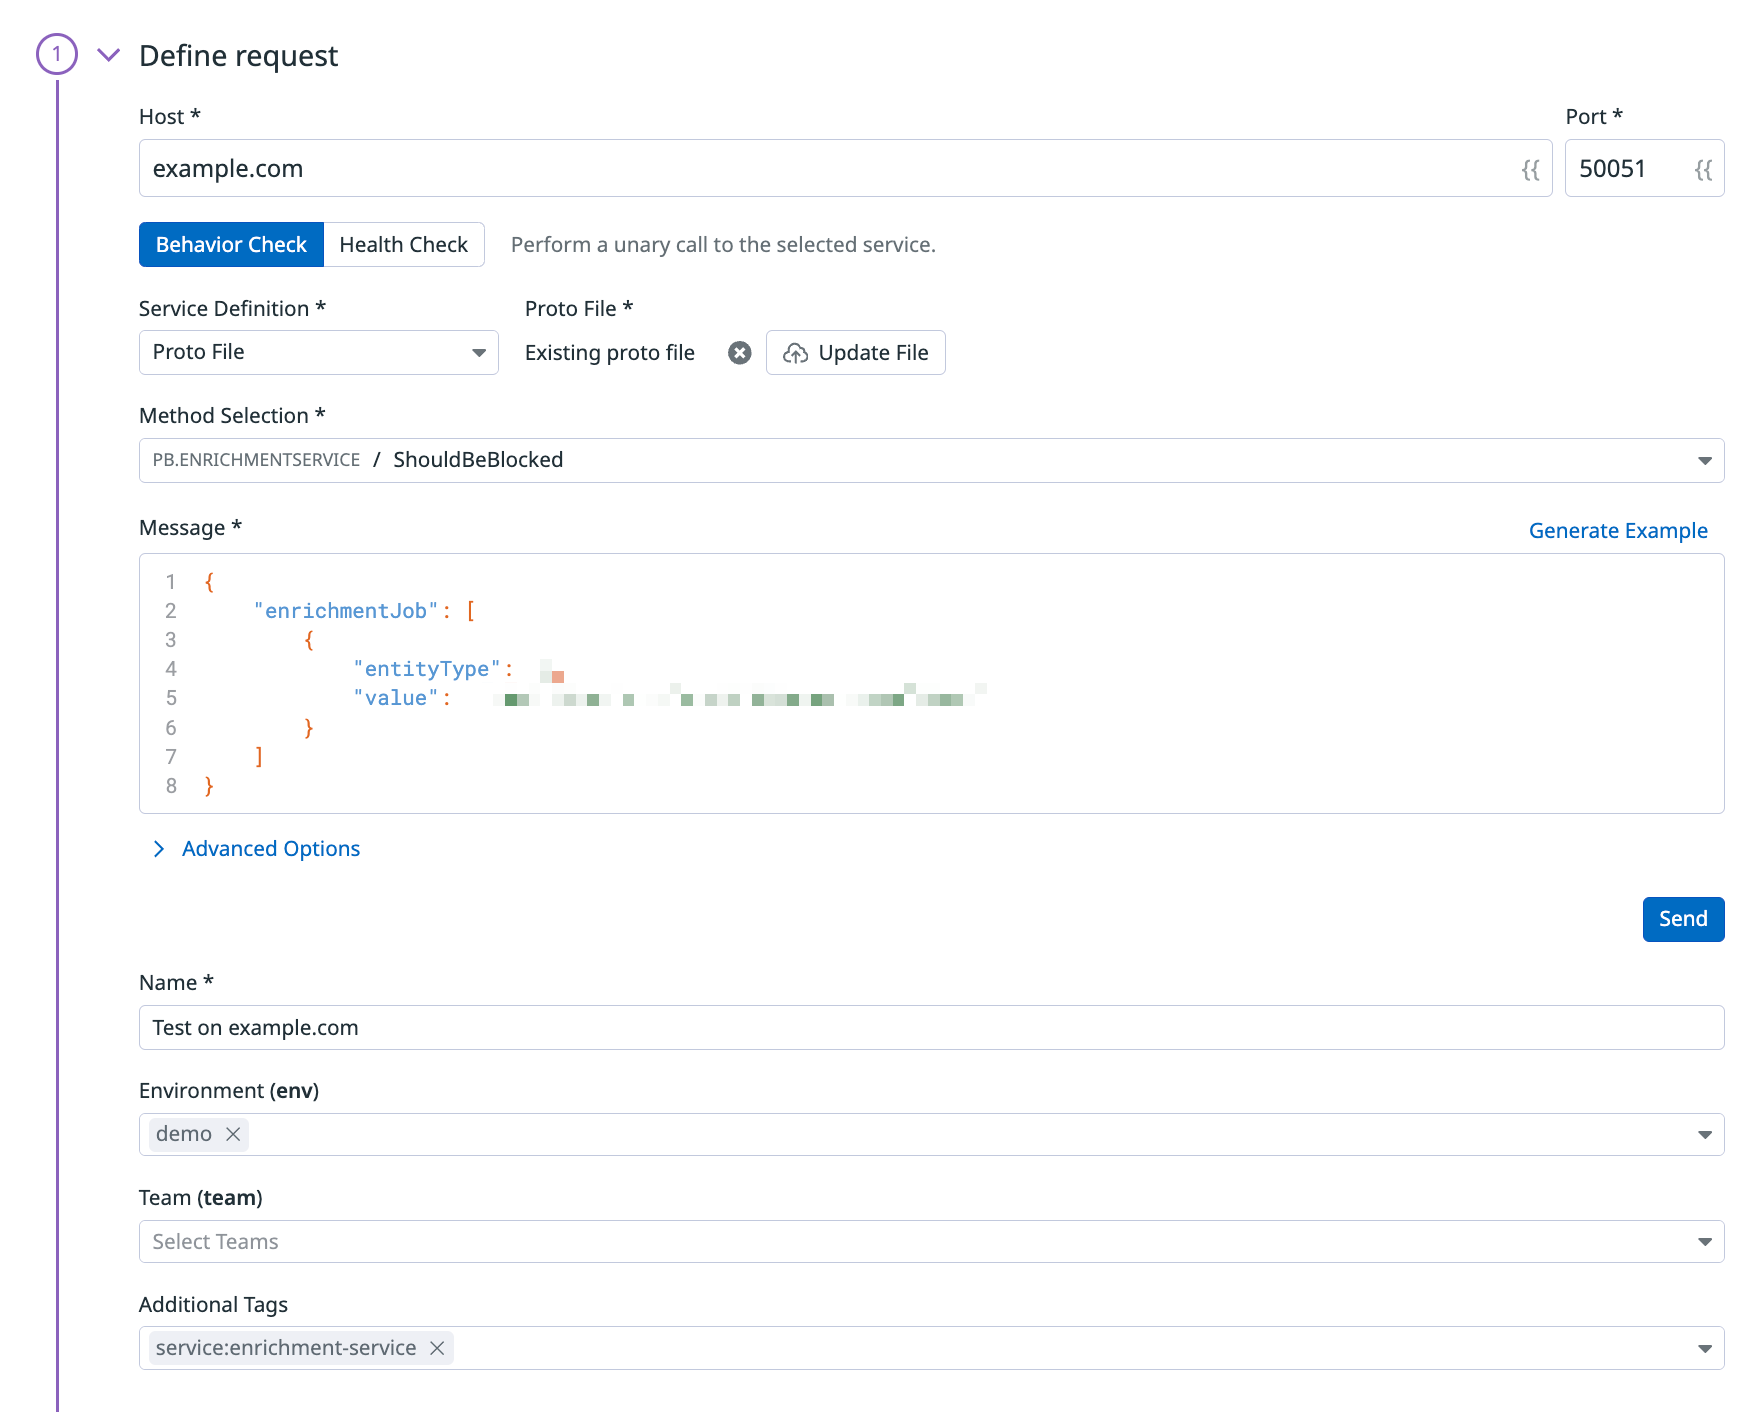 1 Define request
Host * Port *
example.com {{ 50051 {{
Behavior Check Health Check Perform a unary call to the selected service.
Service Definition * Proto File *
Proto File Existing proto file Update File
Method Selection *
PB.ENRICHMENTSERVICE / ShouldBeBlocked
Message * Generate Example
1 {
2 "enrichmentJob": [
3 {
4 "entityType":
5 "value":
6 }
7 ]
8 }
Advanced Options
Send
Name *
Test on example.com
Environment (env)
demo
Team (team)
Select Teams
Additional Tags
service:enrichment-service